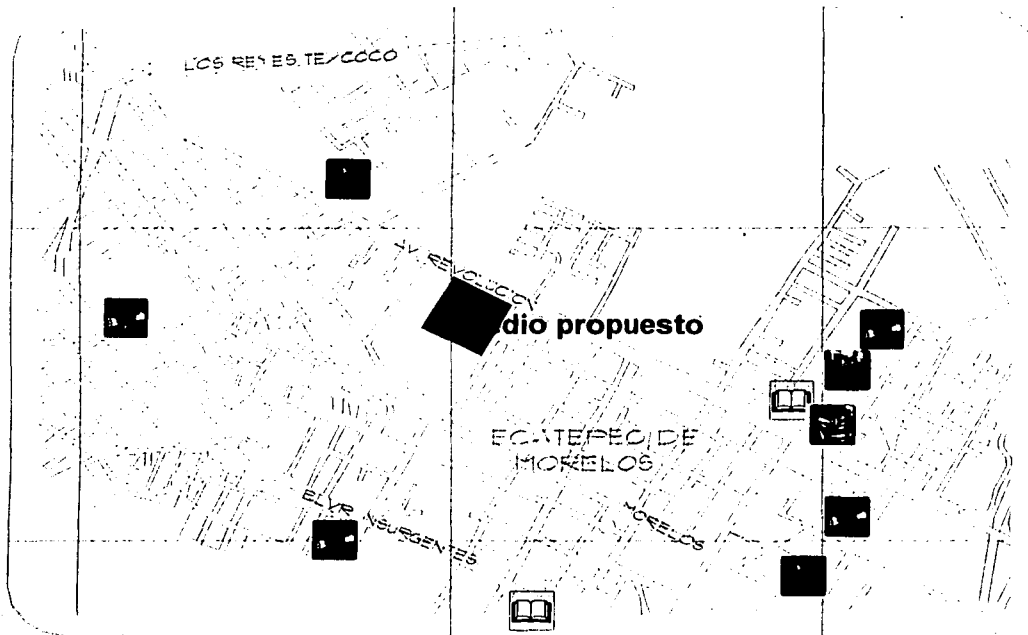 LOS REYES TEXCOCO
AV. REVOLUCION
dio propuesto
ECATEPEC DE
MORELOS
BLVR. INSURGENTES
MORELOS